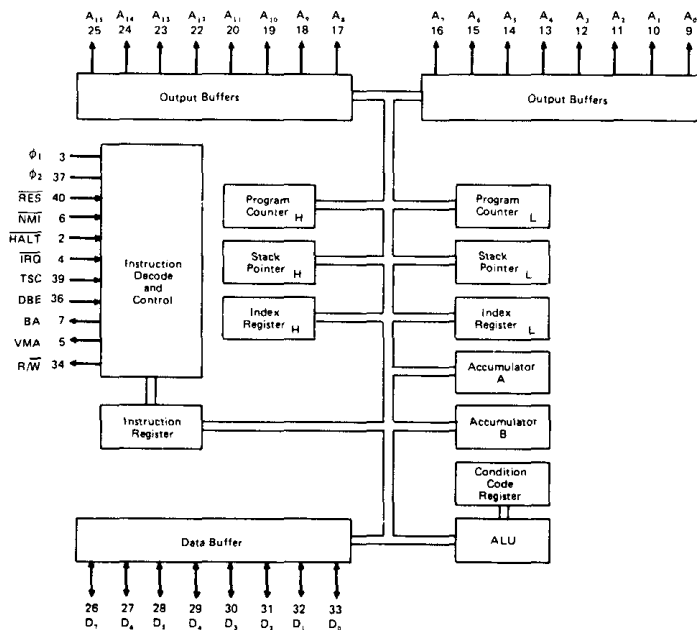 A₁₅ A₁₄ A₁₃ A₁₂ A₁₁ A₁₀ A₉ A₈
25 24 23 22 20 19 18 17
A₇ A₆ A₅ A₄ A₃ A₂ A₁ A₀
16 15 14 13 12 11 10 9
Output Buffers
Output Buffers
ϕ₁ 3
ϕ₂ 37
R̅E̅S̅ 40
N̅M̅I̅ 6
H̅A̅L̅T̅ 2
I̅R̅Q̅ 4
TSC 39
DBE 36
BA 7
VMA 5
R/W̅ 34
Instruction
Decode
and
Control
Instruction
Register
Program
Counter H
Stack
Pointer H
Index
Register H
Program
Counter L
Stack
Pointer L
Index
Register L
Accumulator
A
Accumulator
B
Condition
Code
Register
ALU
Data Buffer
26 27 28 29 30 31 32 33
D₇ D₆ D₅ D₄ D₃ D₂ D₁ D₀